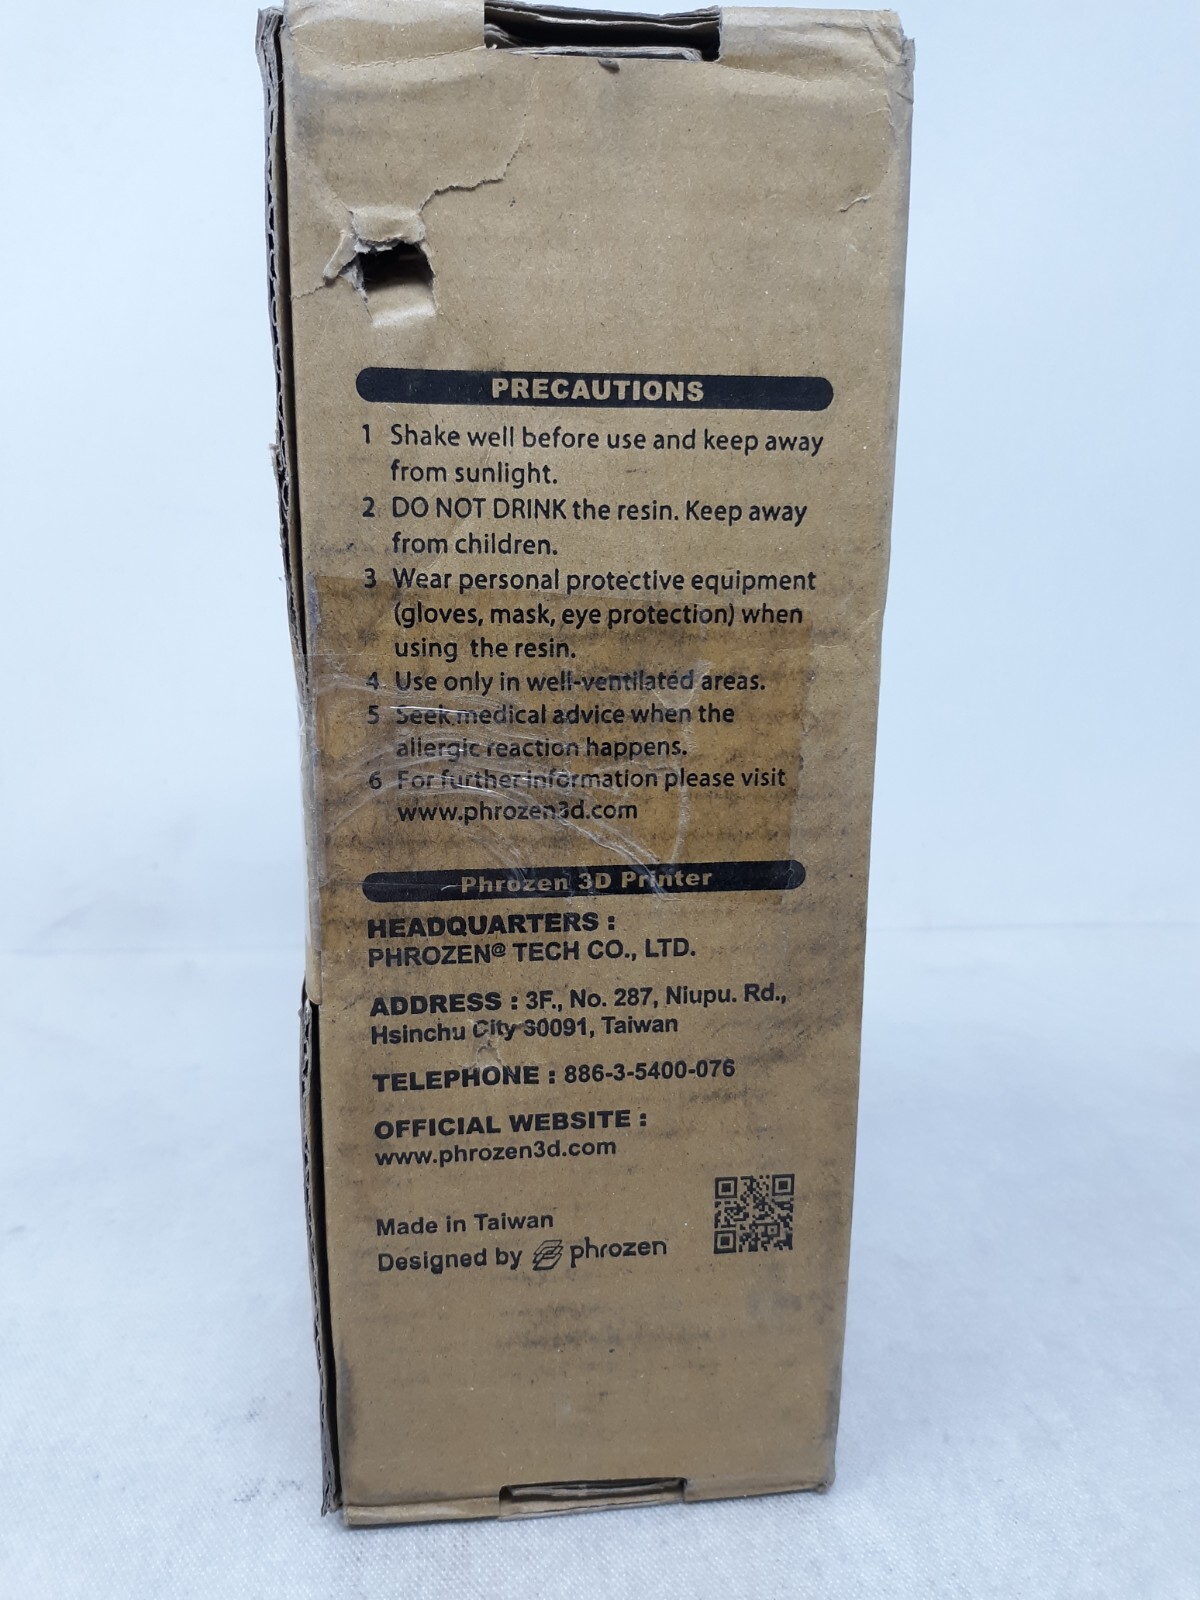 PRECAUTIONS
1 Shake well before use and keep away
from sunlight.
2 DO NOT DRINK the resin. Keep away
from children.
3 Wear personal protective equipment
(gloves, mask, eye protection) when
using the resin.
4 Use only in well-ventilated areas.
5 Seek medical advice when the
allergic reaction happens.
6 For further information please visit
www.phrozen3d.com
Phrozen 3D Printer
HEADQUARTERS :
PHROZEN@ TECH CO., LTD.
ADDRESS : 3F., No. 287, Niupu. Rd.,
Hsinchu City 30091, Taiwan
TELEPHONE : 886-3-5400-076
OFFICIAL WEBSITE :
www.phrozen3d.com
Made in Taiwan
Designed by phrozen